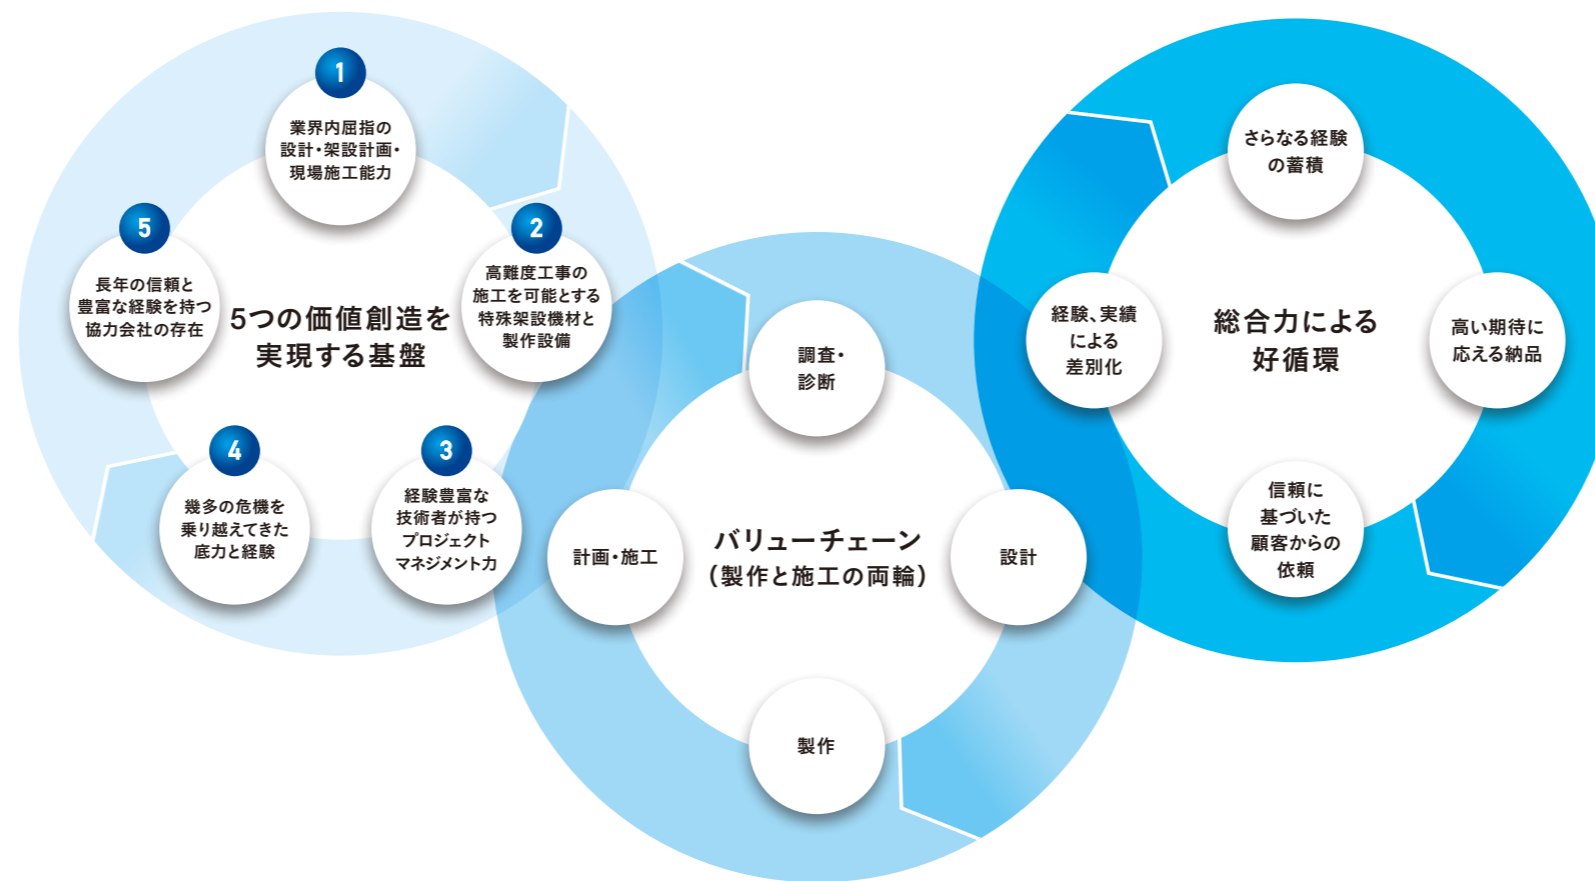 5つの価値創造を
実現する基盤
1
業界内屈指の
設計・架設計画・
現場施工能力
2
高難度工事の
施工を可能とする
特殊架設機材と
製作設備
3
経験豊富な
技術者が持つ
プロジェクト
マネジメント力
4
幾多の危機を
乗り越えてきた
底力と経験
5
長年の信頼と
豊富な経験を持つ
協力会社の存在
バリューチェーン
（製作と施工の両輪）
調査・
診断
設計
製作
計画・施工
総合力による
好循環
さらなる経験
の蓄積
高い期待に
応える納品
信頼に
基づいた
顧客からの
依頼
経験、実績
による
差別化